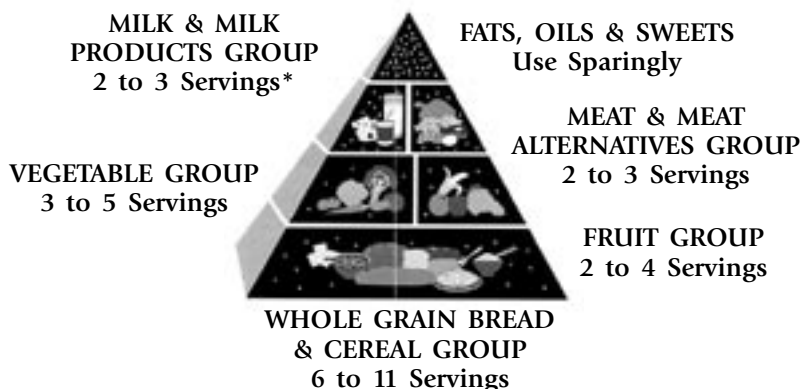 MILK & MILK
PRODUCTS GROUP
2 to 3 Servings*
FATS, OILS & SWEETS
Use Sparingly
MEAT & MEAT
ALTERNATIVES GROUP
2 to 3 Servings
VEGETABLE GROUP
3 to 5 Servings
FRUIT GROUP
2 to 4 Servings
WHOLE GRAIN BREAD
& CEREAL GROUP
6 to 11 Servings